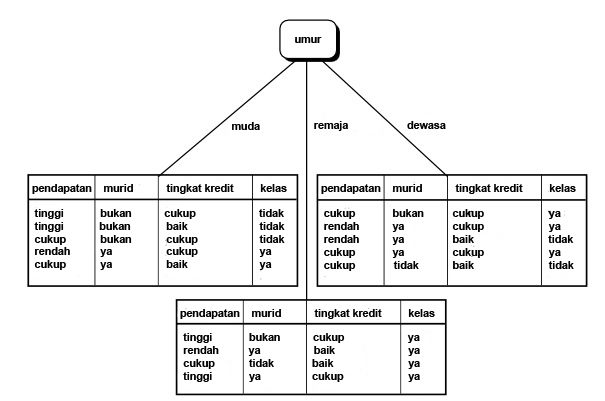 umur
muda remaja dewasa
pendapatan murid tingkat kredit kelas
tinggi bukan cukup tidak
tinggi bukan baik tidak
cukup bukan cukup tidak
rendah ya cukup ya
cukup ya baik ya
pendapatan murid tingkat kredit kelas
cukup bukan cukup ya
rendah ya cukup ya
rendah ya baik tidak
cukup ya cukup ya
cukup tidak baik tidak
pendapatan murid tingkat kredit kelas
tinggi bukan cukup ya
rendah ya baik ya
cukup tidak baik ya
tinggi ya cukup ya